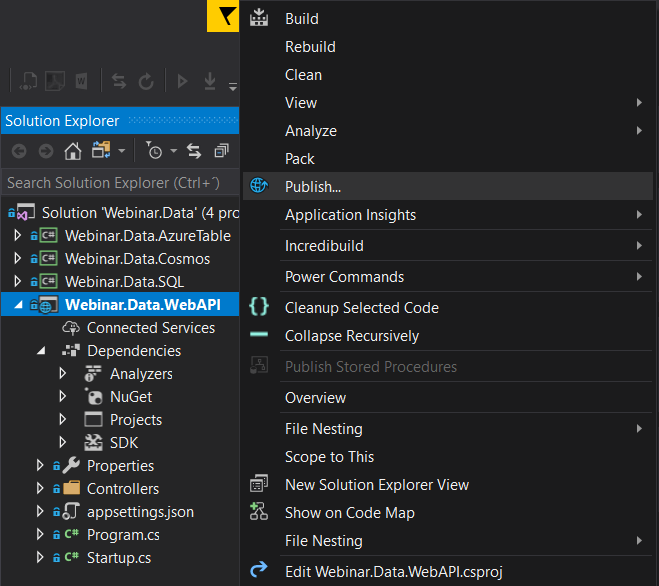 Solution Explorer
Search Solution Explorer (Ctrl+´)
Solution 'Webinar.Data' (4 pro
C# Webinar.Data.AzureTable
C# Webinar.Data.Cosmos
C# Webinar.Data.SQL
Webinar.Data.WebAPI
Connected Services
Dependencies
Analyzers
NuGet
Projects
SDK
Properties
Controllers
appsettings.json
C# Program.cs
C# Startup.cs
Build
Rebuild
Clean
View
Analyze
Pack
Publish...
Application Insights
Incredibuild
Power Commands
Cleanup Selected Code
Collapse Recursively
Publish Stored Procedures
Overview
File Nesting
Scope to This
New Solution Explorer View
Show on Code Map
File Nesting
Edit Webinar.Data.WebAPI.csproj